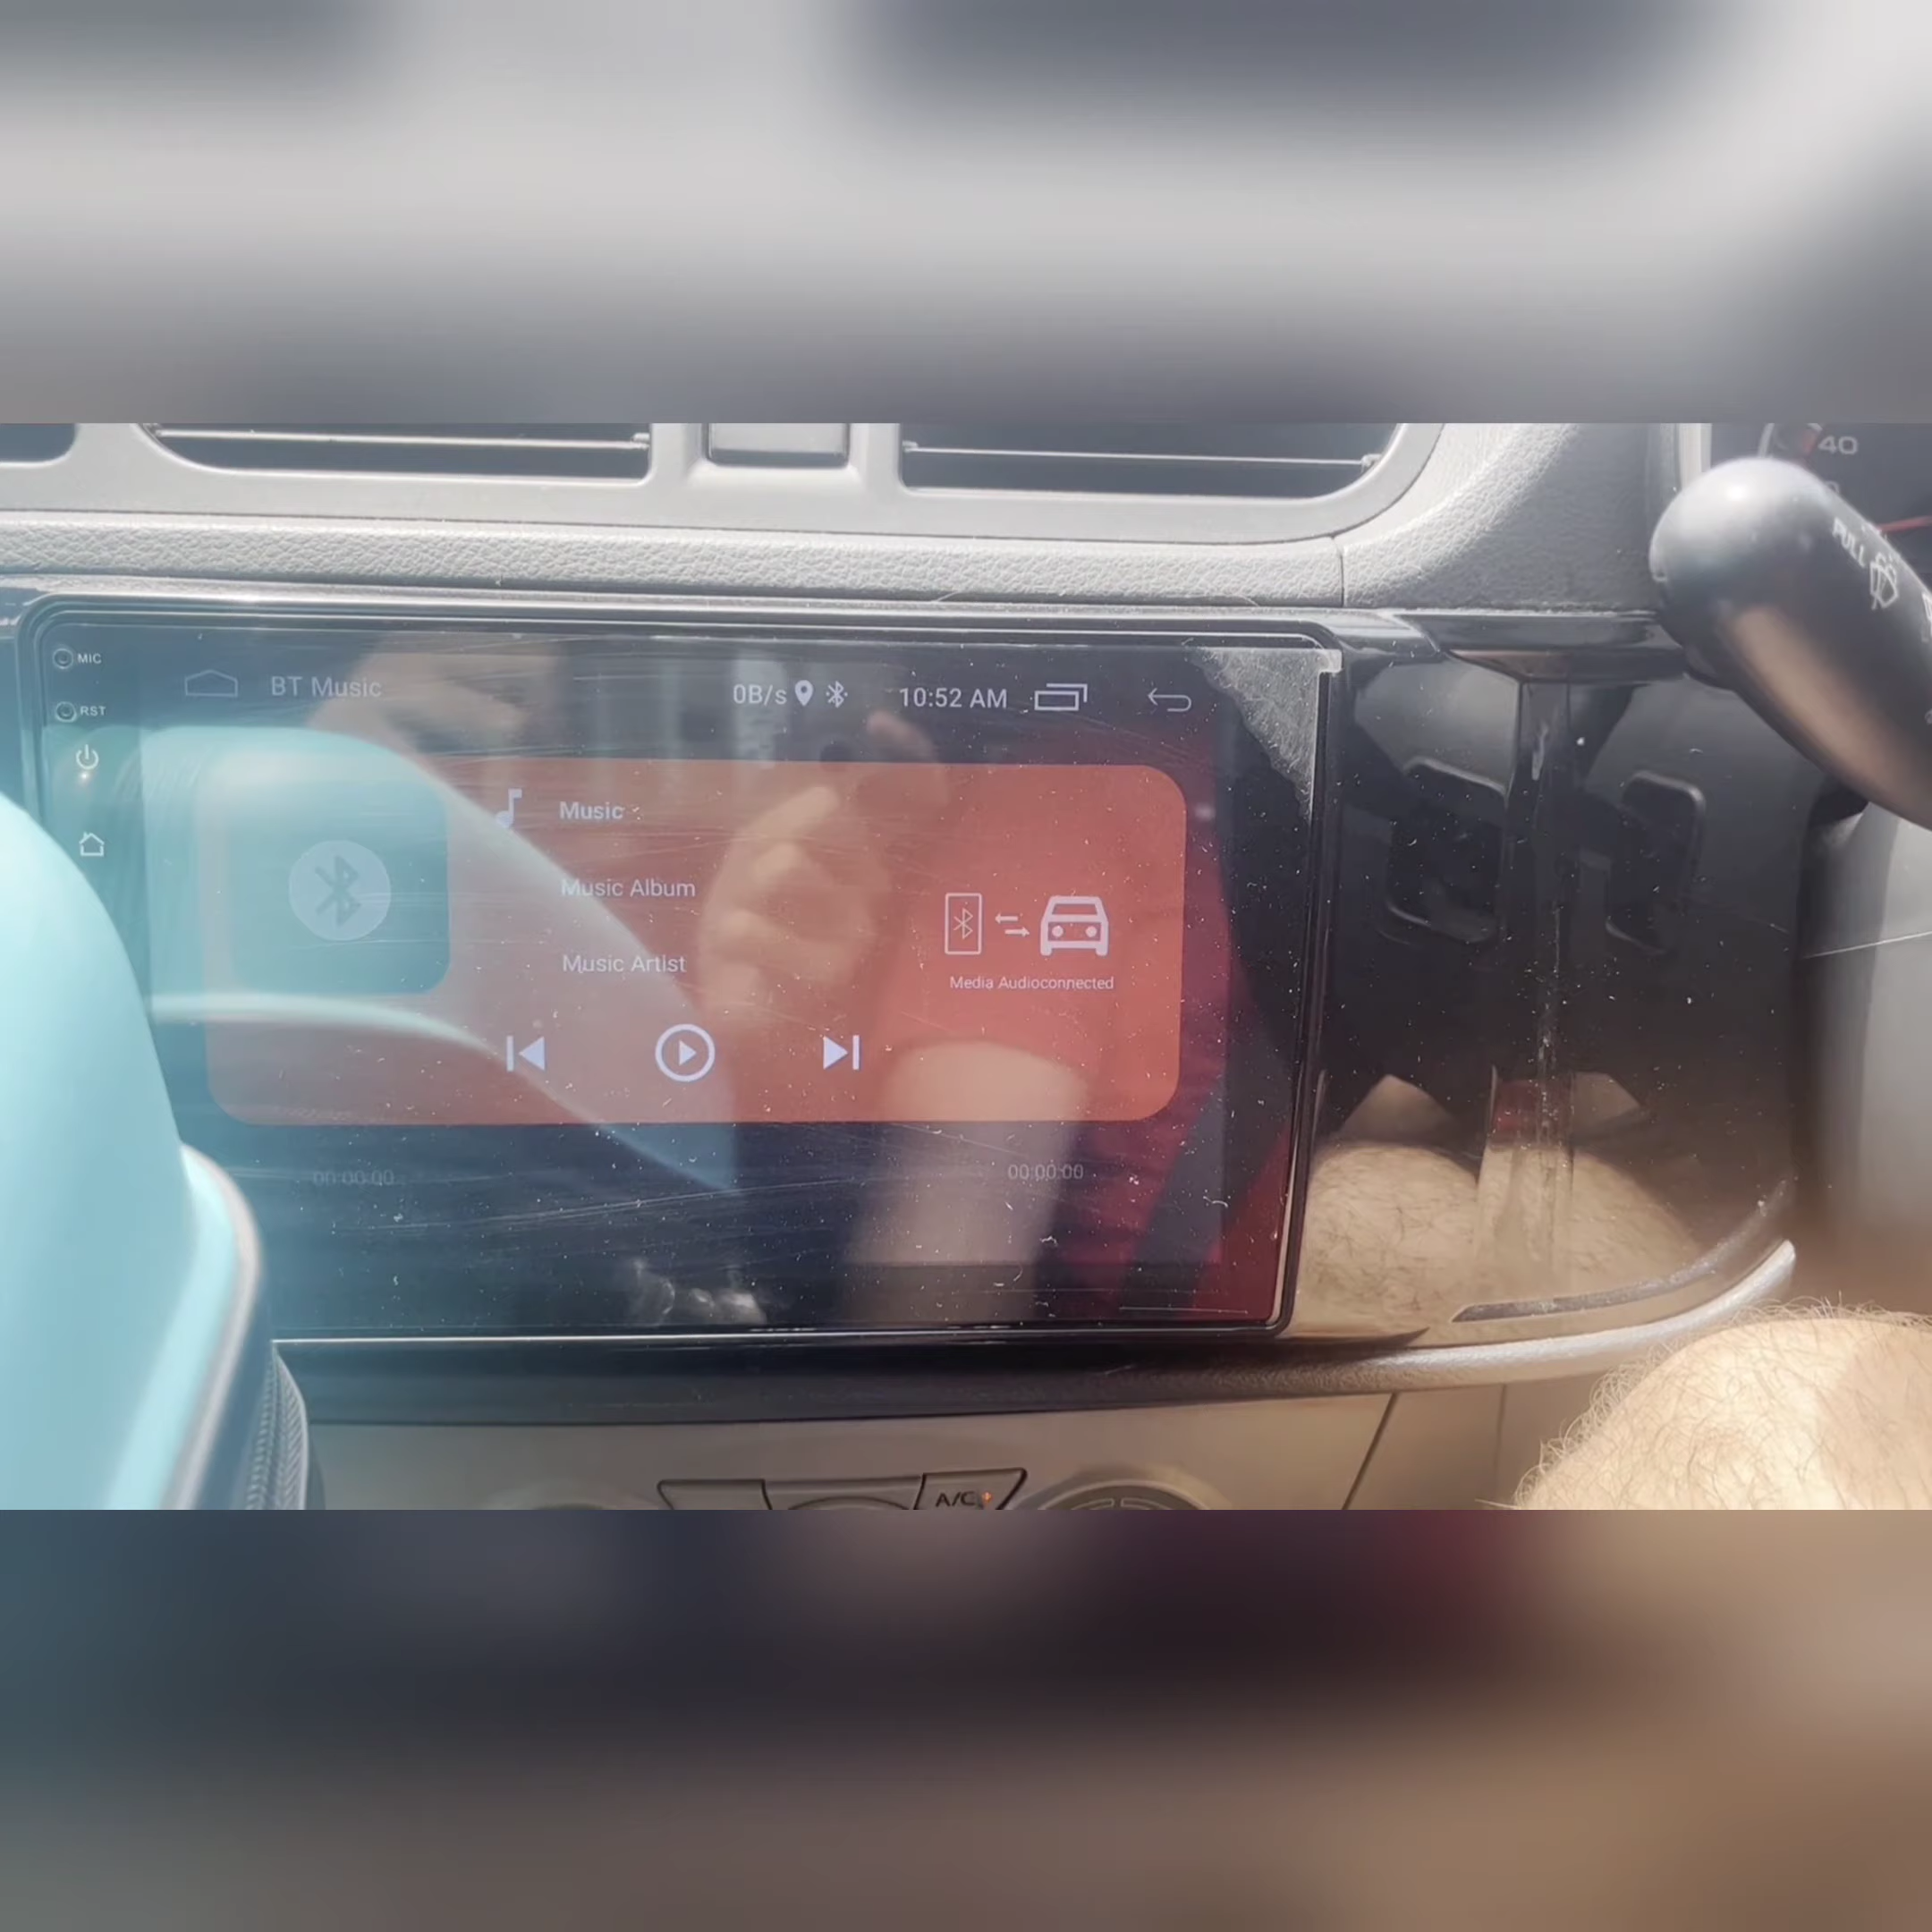 40
PULL
MIC
BT Music
0B/s
10:52 AM
RST
Music
Music Album
Music Artist
Media Audioconnected
00:00:00
00:00:00
A/C